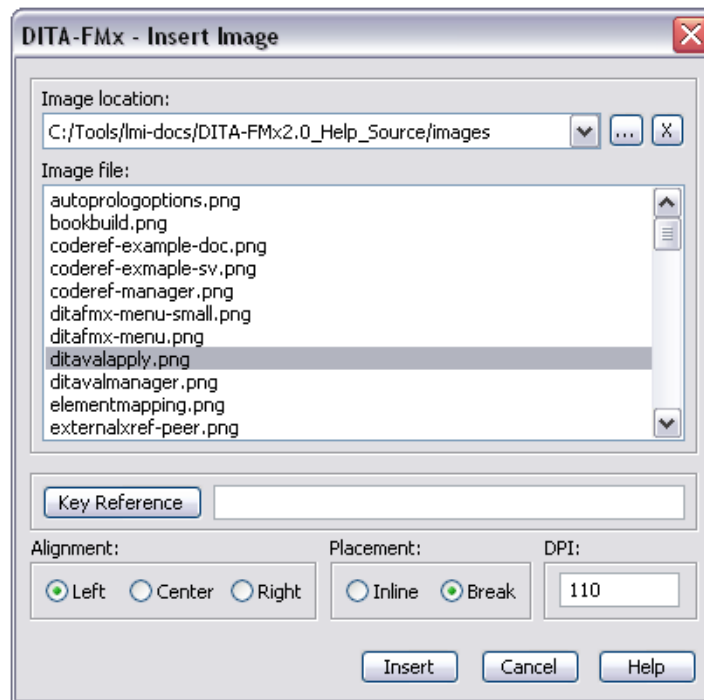 DITA-FMx - Insert Image
Image location:
C:/Tools/lmi-docs/DITA-FMx2.0_Help_Source/images
...
X
Image file:
autoprologoptions.png
bookbuild.png
coderef-example-doc.png
coderef-exmaple-sv.png
coderef-manager.png
ditafmx-menu-small.png
ditafmx-menu.png
ditavalapply.png
ditavalmanager.png
elementmapping.png
externalxref-peer.png
Key Reference
Alignment: Placement: DPI:
Left Center Right Inline Break 110
Insert Cancel Help